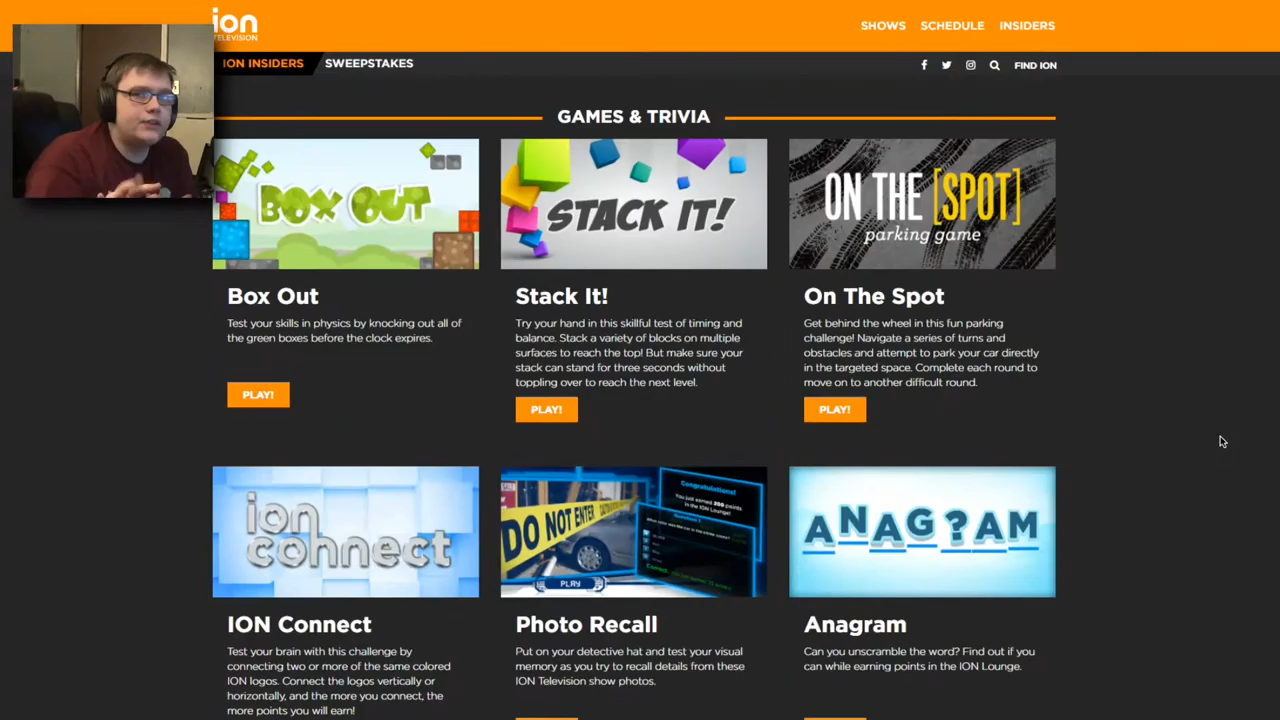 ion
TELEVISION
SHOWS SCHEDULE INSIDERS
ION INSIDERS SWEEPSTAKES
FIND ION
GAMES & TRIVIA
BOX OUT
STACK IT!
ON THE [SPOT]
parking game
Box Out
Test your skills in physics by knocking out all of
the green boxes before the clock expires.
PLAY!
Stack It!
Try your hand in this skillful test of timing and
balance. Stack a variety of blocks on multiple
surfaces to reach the top! But make sure your
stack can stand for three seconds without
toppling over to reach the next level.
PLAY!
On The Spot
Get behind the wheel in this fun parking
challenge! Navigate a series of turns and
obstacles and attempt to park your car directly
in the targeted space. Complete each round to
move on to another difficult round.
PLAY!
ion
connect
DO NOT ENTER
Congratulations!
You just earned 200 points
in the ION Lounge!
Correct
PLAY
ANAG?AM
ION Connect
Test your brain with this challenge by
connecting two or more of the same colored
ION logos. Connect the logos vertically or
horizontally, and the more you connect, the
more points you will earn!
Photo Recall
Put on your detective hat and test your visual
memory as you try to recall details from these
ION Television show photos.
Anagram
Can you unscramble the word? Find out if you
can while earning points in the ION Lounge.